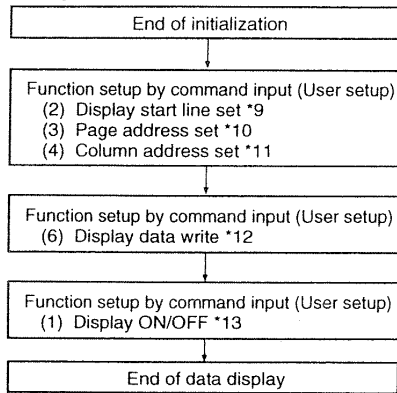 End of initialization
Function setup by command input (User setup)
(2) Display start line set *9
(3) Page address set *10
(4) Column address set *11
Function setup by command input (User setup)
(6) Display data write *12
Function setup by command input (User setup)
(1) Display ON/OFF *13
End of data display